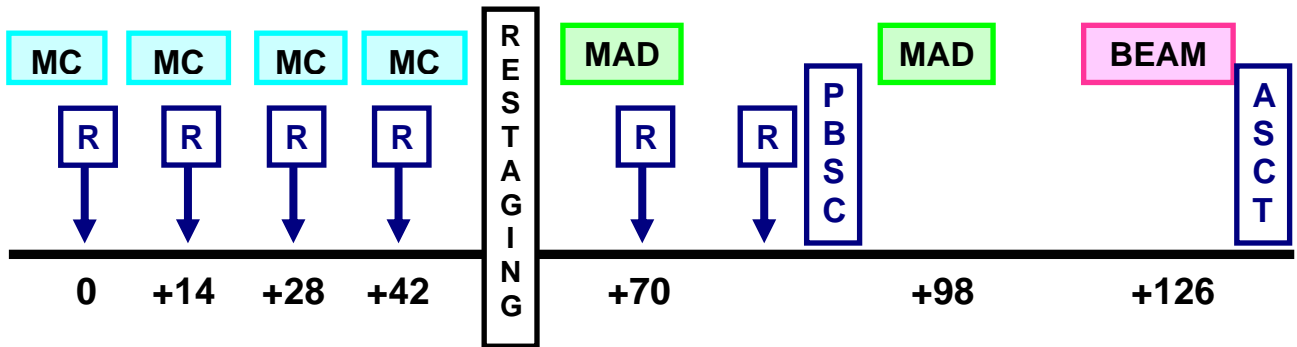 MC MC MC MC RESTAGING MAD MAD BEAM
R R R R R R PBSC ASCT
0 +14 +28 +42 +70 +98 +126